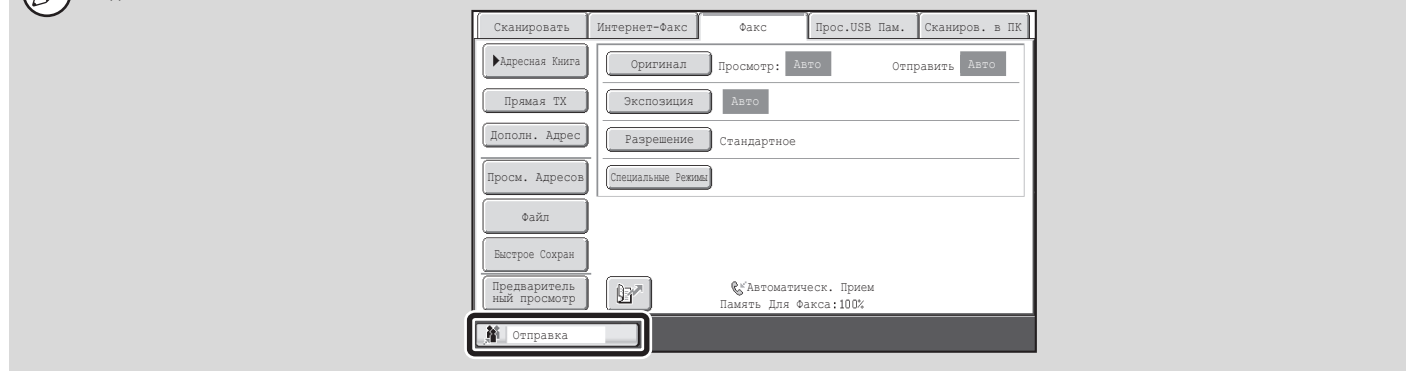 Сканировать Интернет-Факс Факс Прос.USB Пам. Сканиров. в ПК
Адресная Книга
Оригинал Просмотр: Авто Отправить Авто
Прямая TX
Экспозиция Авто
Дополн. Адрес
Разрешение Стандартное
Просм. Адресов
Специальные Режимы
Файл
Быстрое Сохран
Предваритель
ный просмотр
Автоматическ. Прием
Память Для Факса:100%
Отправка